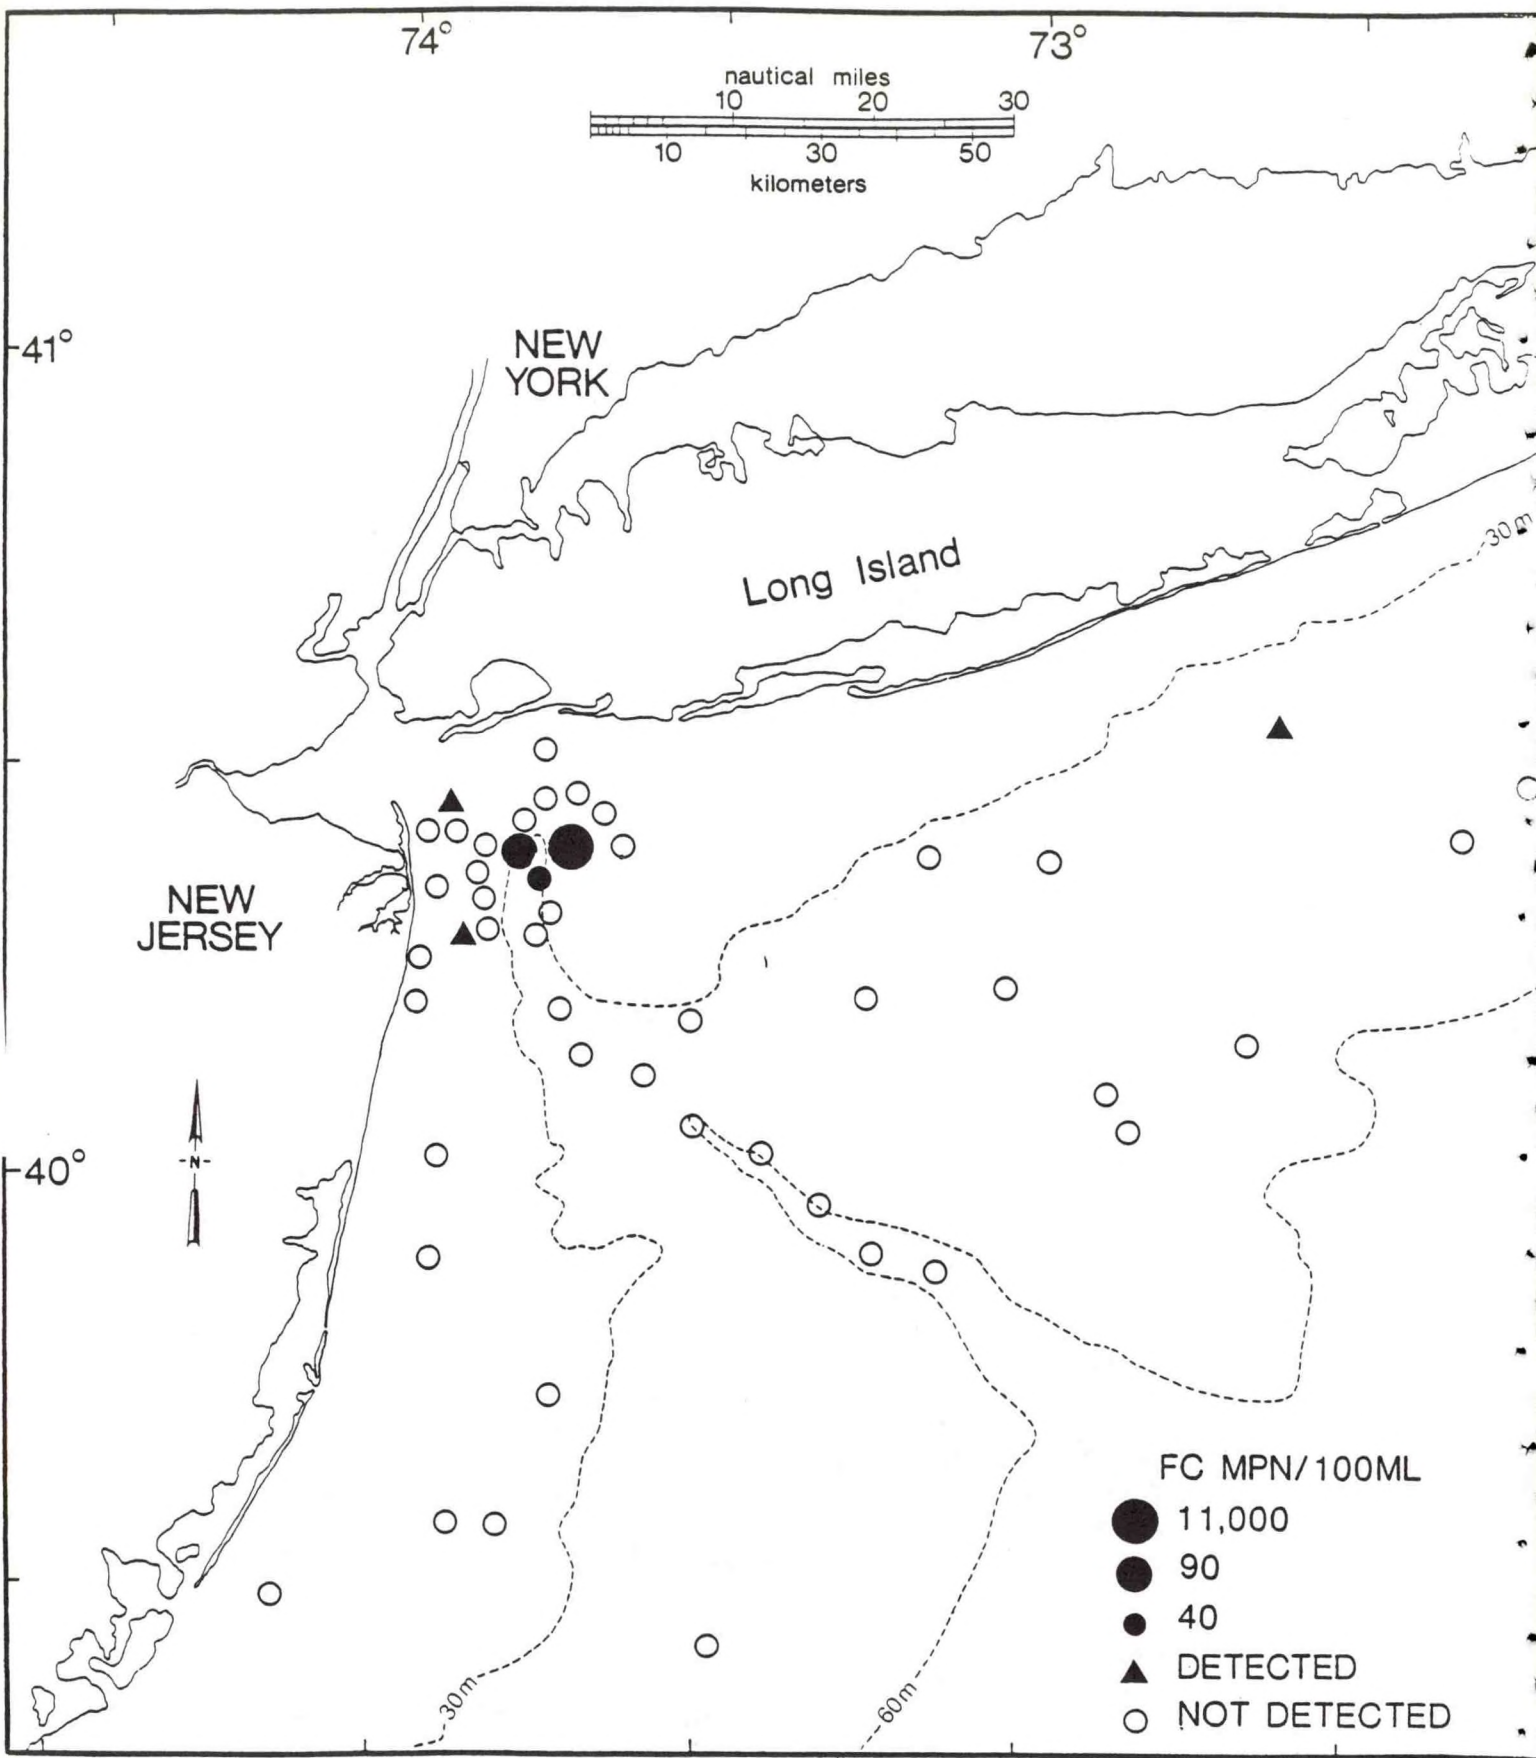 74°
73°
nautical miles
10 20 30
10 30 50
kilometers
41°
NEW
YORK
Long Island
30m
NEW
JERSEY
N
40°
FC MPN/100ML
11,000
90
40
DETECTED
NOT DETECTED
30m
60m